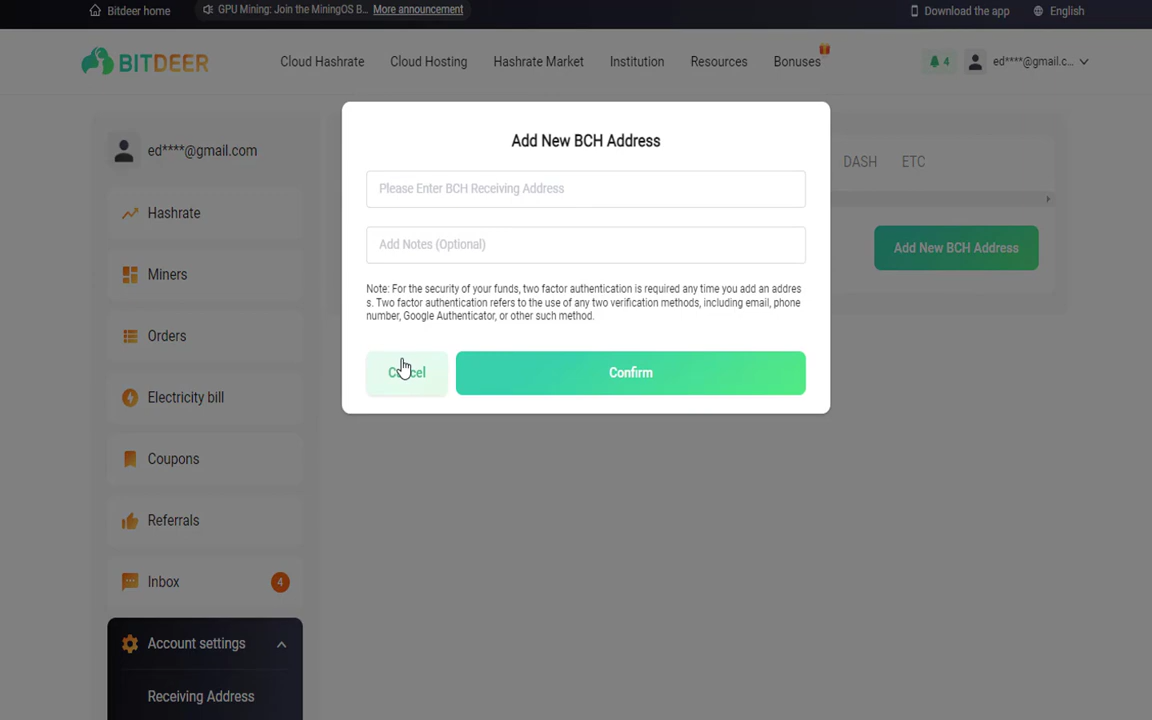 Bitdeer home
GPU Mining: Join the MiningOS B... More announcement
Download the app
English
BITDEER
Cloud Hashrate Cloud Hosting Hashrate Market Institution Resources Bonuses
4
ed****@gmail.c...
ed****@gmail.com
Hashrate
Miners
Orders
Electricity bill
Coupons
Referrals
Inbox 4
Account settings
Receiving Address
Add New BCH Address
Please Enter BCH Receiving Address
Add Notes (Optional)
Note: For the security of your funds, two factor authentication is required any time you add an addres
s. Two factor authentication refers to the use of any two verification methods, including email, phone
number, Google Authenticator, or other such method.
Cancel Confirm
DASH ETC
Add New BCH Address